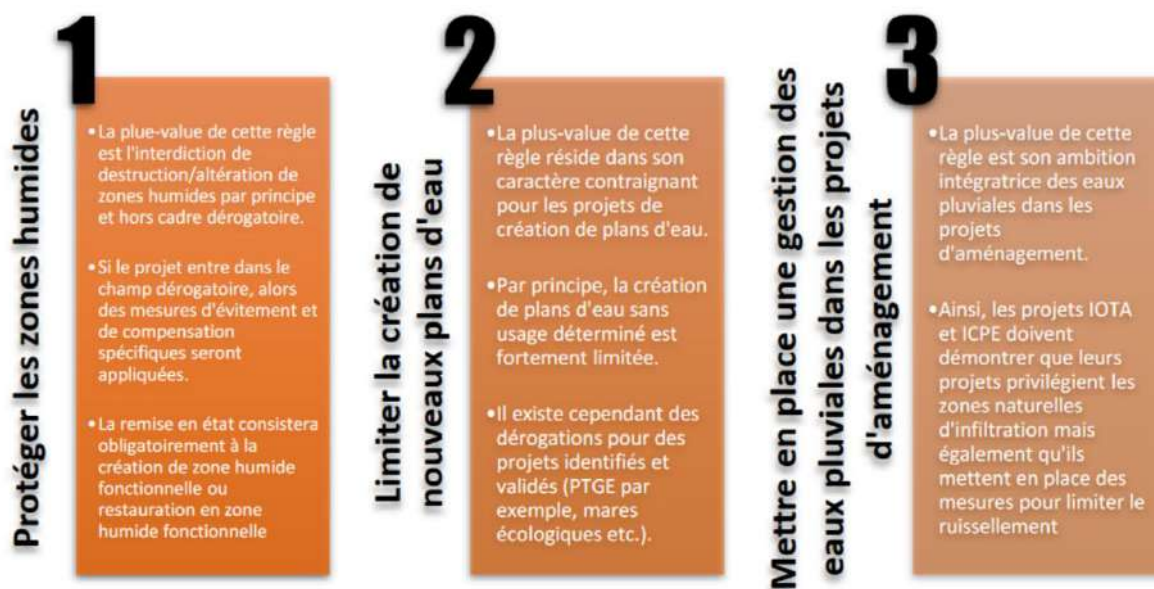 1
Protéger les zones humides
•La plue-value de cette règle
est l'interdiction de
destruction/altération de
zones humides par principe
et hors cadre dérogatoire.
•Si le projet entre dans le
champ dérogatoire, alors
des mesures d'évitement et
de compensation
spécifiques seront
appliquées.
•La remise en état consistera
obligatoirement à la
création de zone humide
fonctionnelle ou
restauration en zone
humide fonctionnelle
2
Limiter la création de
nouveaux plans d'eau
•La plus-value de cette
règle réside dans son
caractère contraignant
pour les projets de
création de plans d'eau.
•Par principe, la création
de plans d'eau sans
usage déterminé est
fortement limitée.
•Il existe cependant des
dérogations pour des
projets identifiés et
validés (PTGE par
exemple, mares
écologiques etc.).
3
Mettre en place une gestion des
eaux pluviales dans les projets
d'aménagement
•La plus-value de cette
règle est son ambition
intégratrice des eaux
pluviales dans les
projets
d'aménagement.
•Ainsi, les projets IOTA
et ICPE doivent
démontrer que leurs
projets privilégient les
zones naturelles
d'infiltration mais
également qu'ils
mettent en place des
mesures pour limiter le
ruissellement